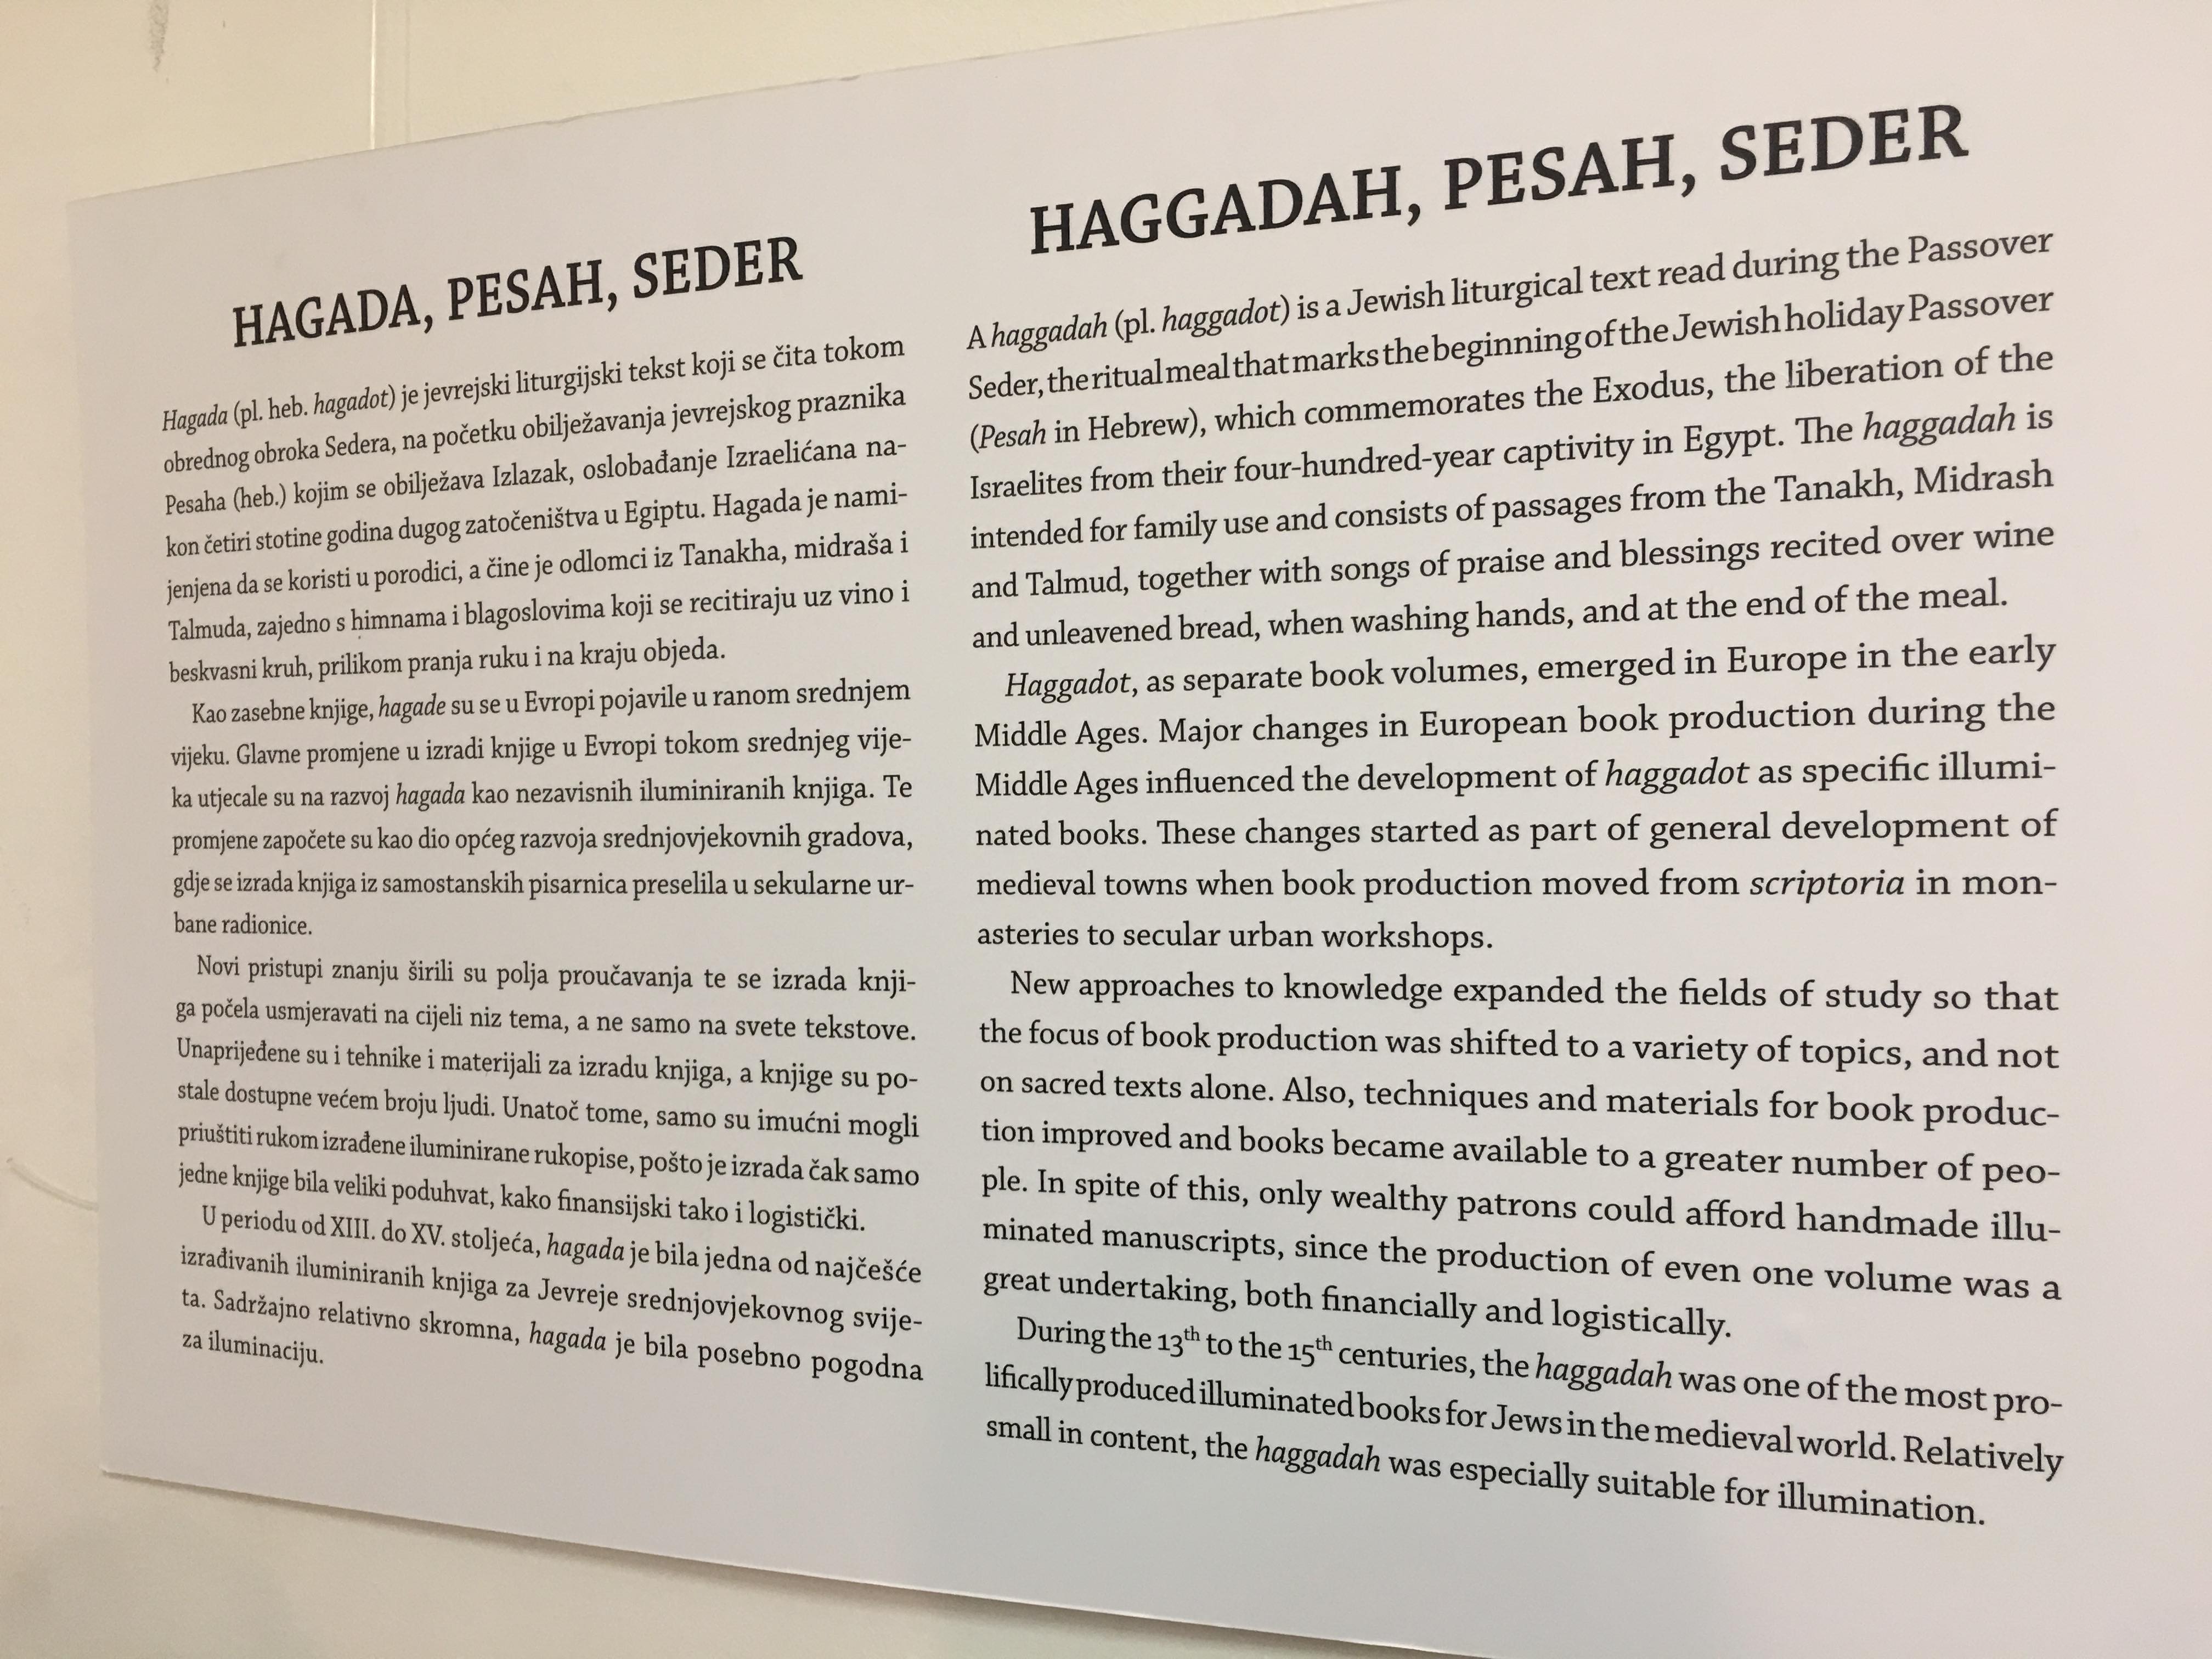 HAGADA, PESAH, SEDER
Hagada (pl. heb. hagadot) je jevrejski liturgijski tekst koji se čita tokom
obrednog obroka Sedera, na početku obilježavanja jevrejskog praznika
Pesaha (heb.) kojim se obilježava Izlazak, oslobađanje Izraelićana na-
kon četiri stotine godina dugog zatočeništva u Egiptu. Hagada je nami-
jenjena da se koristi u porodici, a čine je odlomci iz Tanakha, midraša i
Talmuda, zajedno s himnama i blagoslovima koji se recitiraju uz vino i
beskvasni kruh, prilikom pranja ruku i na kraju objeda.
Kao zasebne knjige, hagade su se u Evropi pojavile u ranom srednjem
vijeku. Glavne promjene u izradi knjige u Evropi tokom srednjeg vije-
ka utjecale su na razvoj hagada kao nezavisnih iluminiranih knjiga. Te
promjene započete su kao dio općeg razvoja srednjovjekovnih gradova,
gdje se izrada knjiga iz samostanskih pisarnica preselila u sekularne ur-
bane radionice.
Novi pristupi znanju širili su polja proučavanja te se izrada knji-
ga počela usmjeravati na cijeli niz tema, a ne samo na svete tekstove.
Unaprijeđene su i tehnike i materijali za izradu knjiga, a knjige su po-
stale dostupne većem broju ljudi. Unatoč tome, samo su imućni mogli
priuštiti rukom izrađene iluminirane rukopise, pošto je izrada čak samo
jedne knjige bila veliki poduhvat, kako finansijski tako i logistički.
U periodu od XIII. do XV. stoljeća, hagada je bila jedna od najčešće
izrađivanih iluminiranih knjiga za Jevreje srednjovjekovnog svije-
ta. Sadržajno relativno skromna, hagada je bila posebno pogodna
za iluminaciju.
HAGGADAH, PESAH, SEDER
A haggadah (pl. haggadot) is a Jewish liturgical text read during the Passover
Seder, the ritual meal that marks the beginning of the Jewish holiday Passover
(Pesah in Hebrew), which commemorates the Exodus, the liberation of the
Israelites from their four-hundred-year captivity in Egypt. The haggadah is
intended for family use and consists of passages from the Tanakh, Midrash
and Talmud, together with songs of praise and blessings recited over wine
and unleavened bread, when washing hands, and at the end of the meal.
Haggadot, as separate book volumes, emerged in Europe in the early
Middle Ages. Major changes in European book production during the
Middle Ages influenced the development of haggadot as specific illumi-
nated books. These changes started as part of general development of
medieval towns when book production moved from scriptoria in mon-
asteries to secular urban workshops.
New approaches to knowledge expanded the fields of study so that
the focus of book production was shifted to a variety of topics, and not
on sacred texts alone. Also, techniques and materials for book produc-
tion improved and books became available to a greater number of peo-
ple. In spite of this, only wealthy patrons could afford handmade illu-
minated manuscripts, since the production of even one volume was a
great undertaking, both financially and logistically.
During the 13th to the 15th centuries, the haggadah was one of the most pro-
lifically produced illuminated books for Jews in the medieval world. Relatively
small in content, the haggadah was especially suitable for illumination.